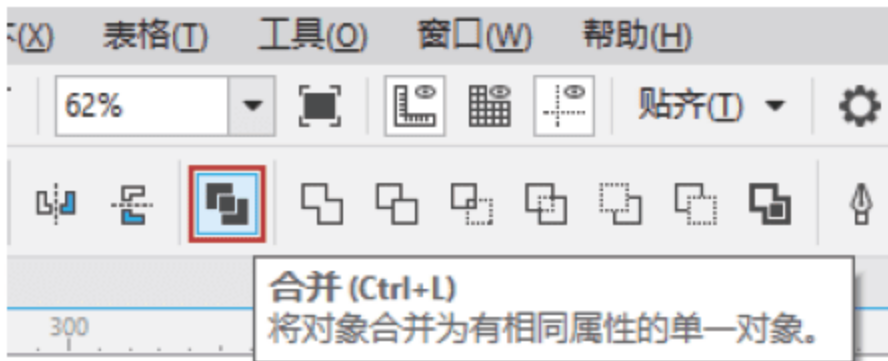 (X) 表格(T) 工具(O) 窗口(W) 帮助(H)
62% 贴齐(T)
合并 (Ctrl+L)
300 将对象合并为有相同属性的单一对象。